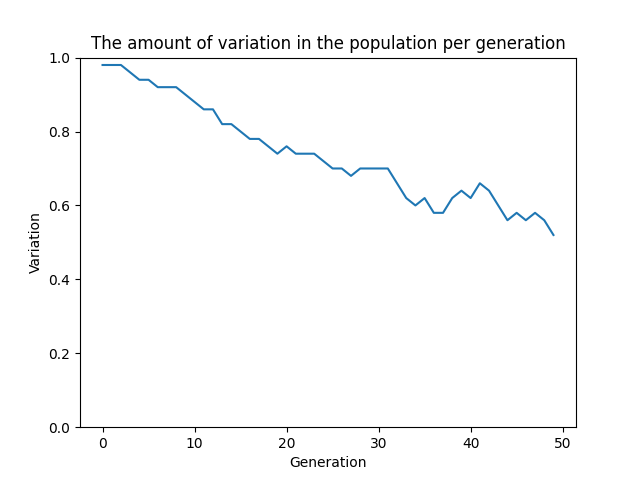 The amount of variation in the population per generation
1.0
0.8
0.6
0.4
0.2
0.0
Variation
0 10 20 30 40 50
Generation